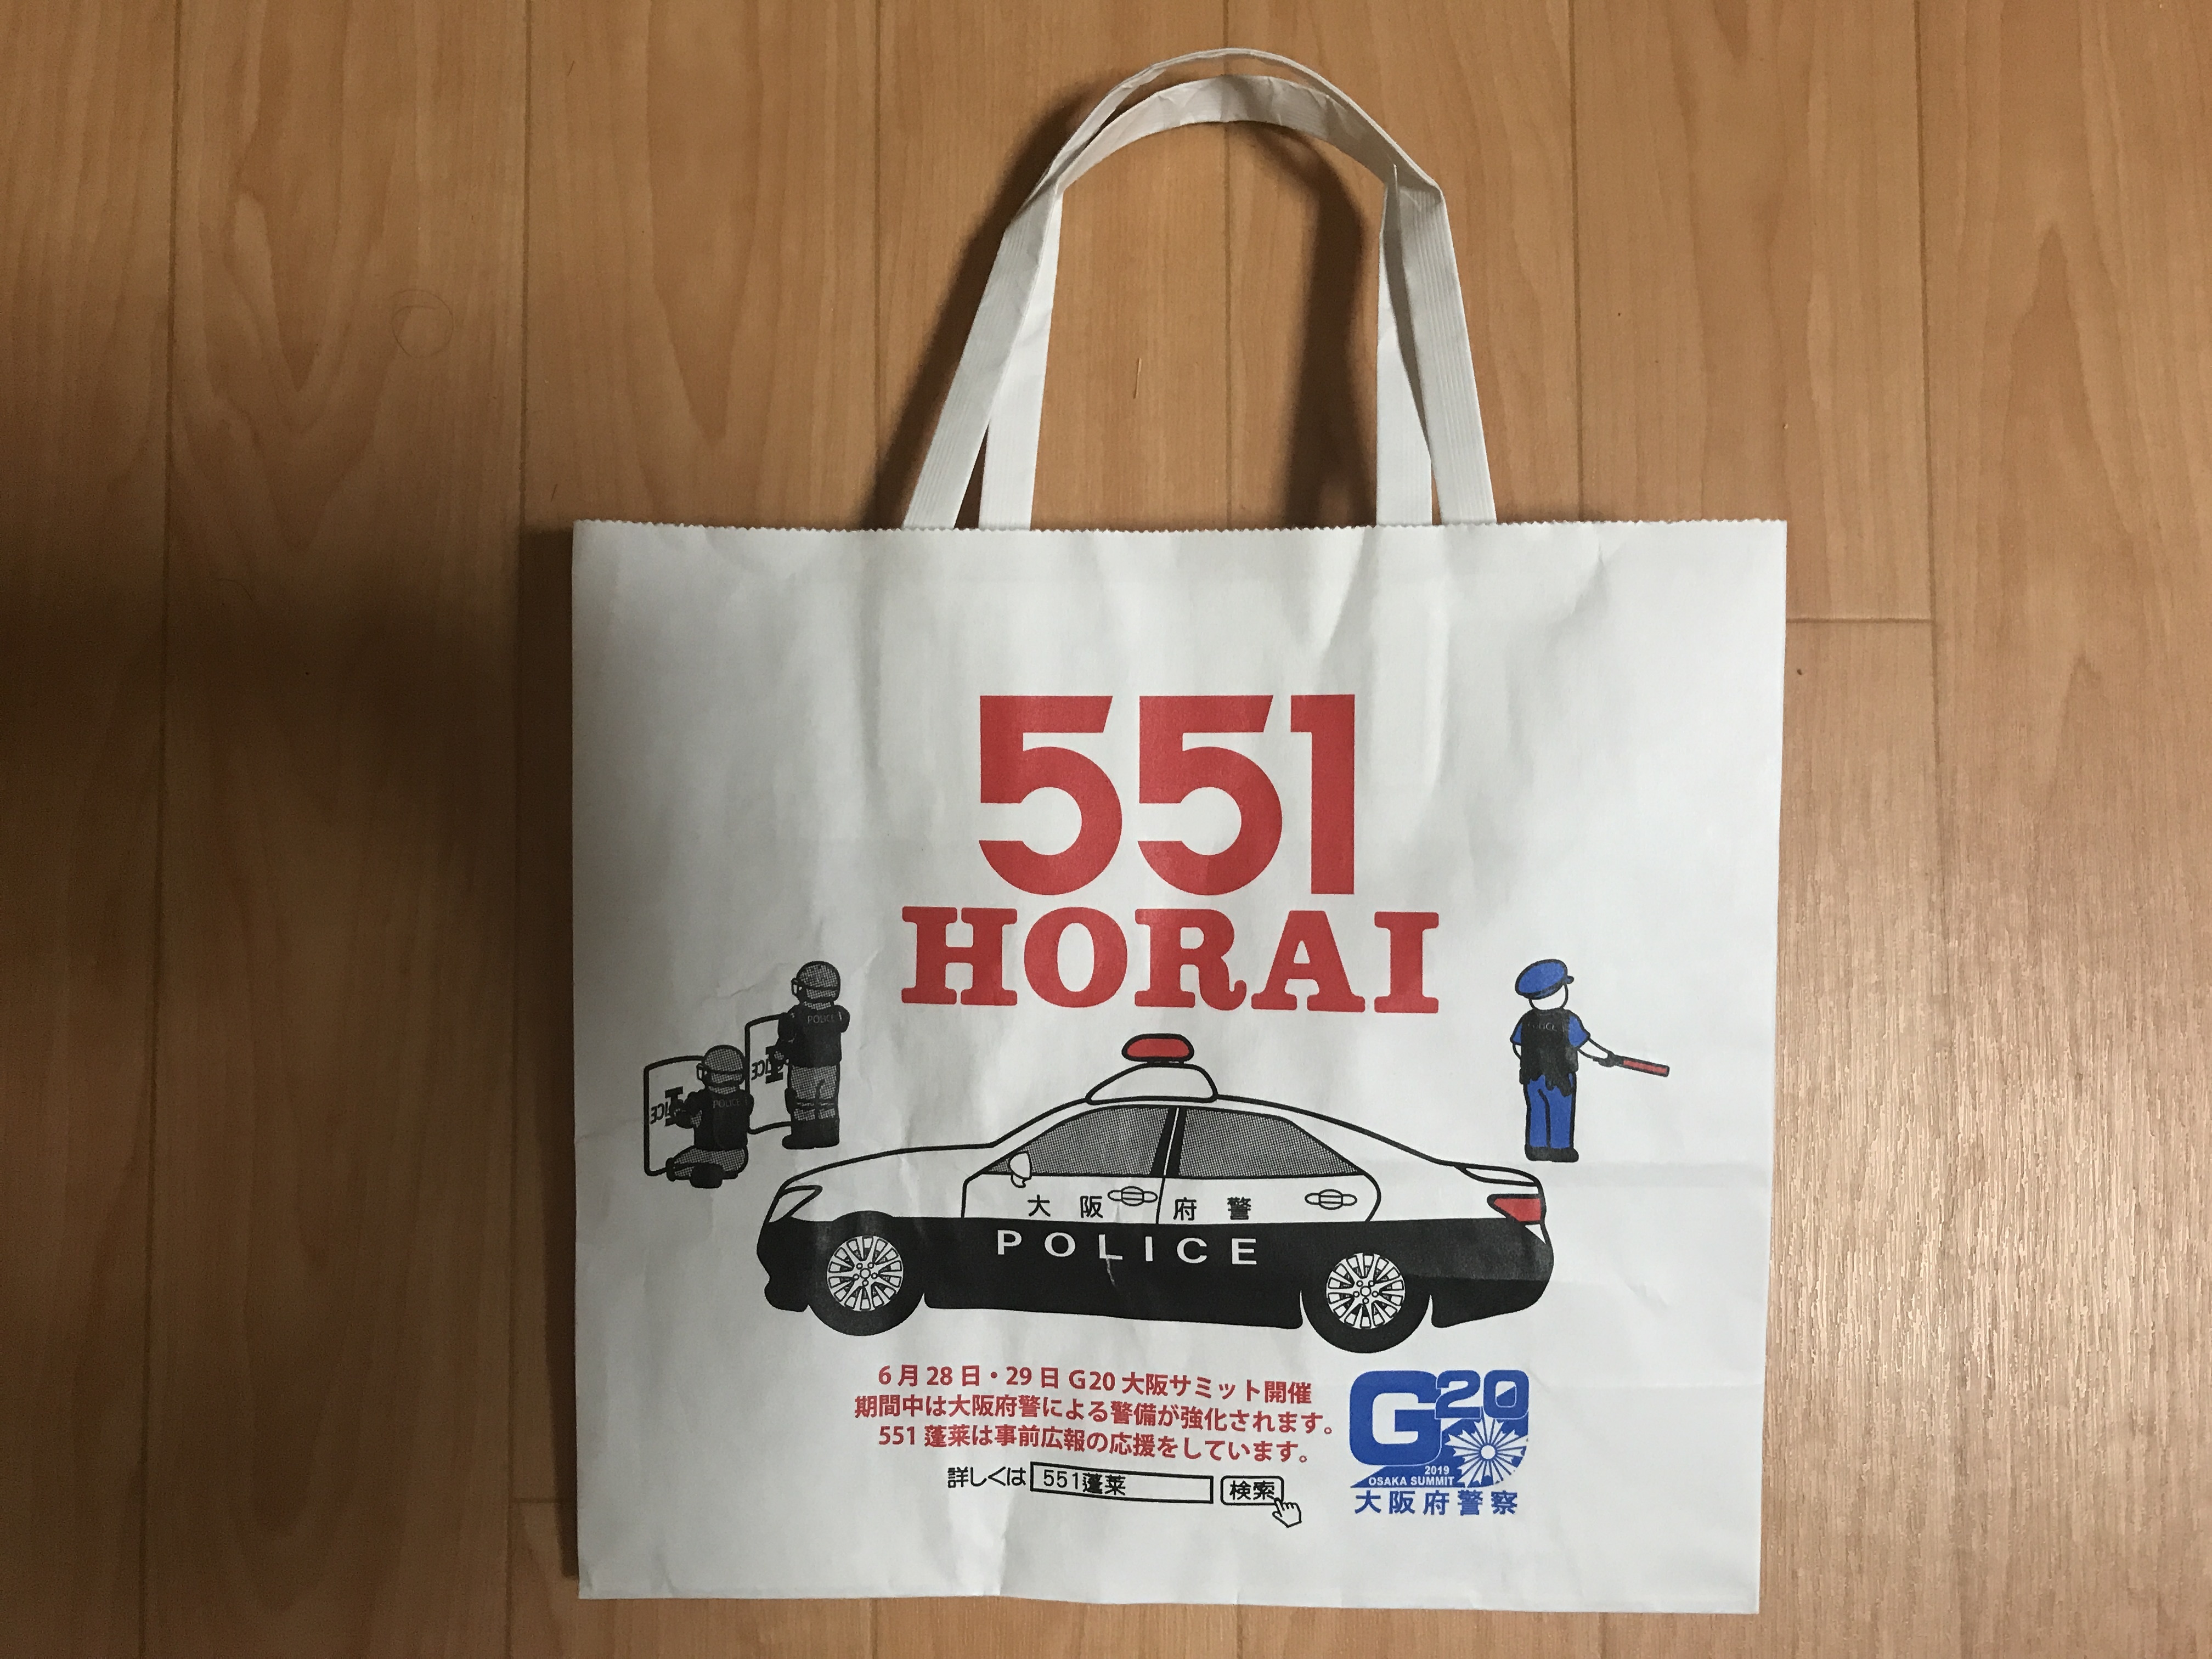 551
HORAI
POLICE
POLICE
大阪府警
POLICE
6月28日・29日 G20 大阪サミット開催
期間中は大阪府警による警備が強化されます。
551 蓬莱は事前広報の応援をしています。
詳しくは 551蓬莱 検索
G20
2019
OSAKA SUMMIT
大阪府警察